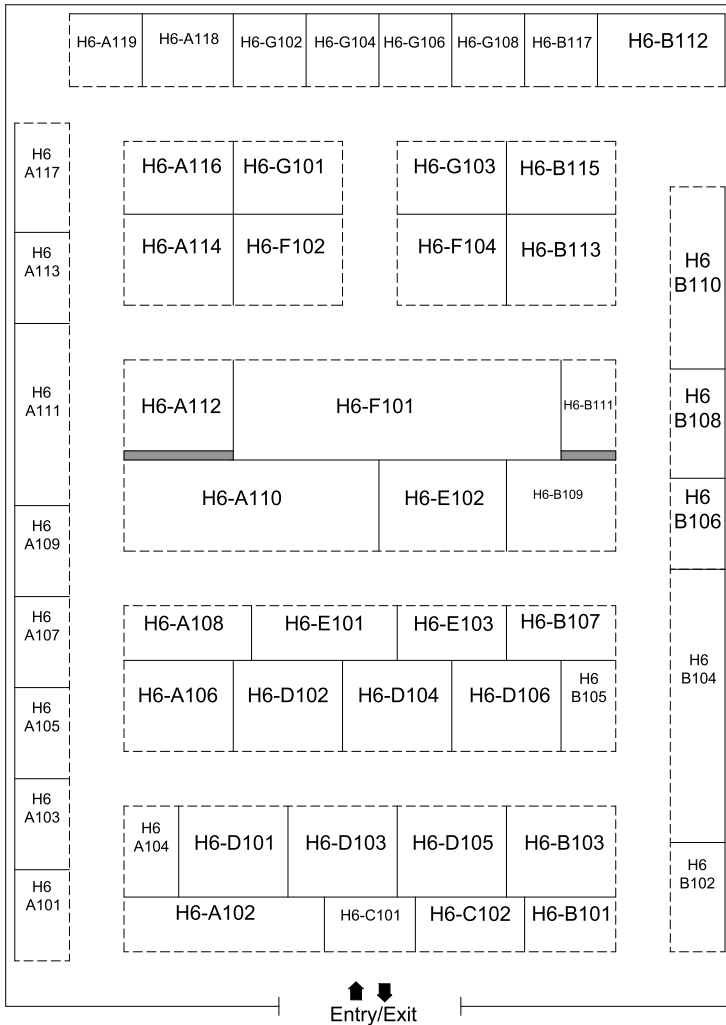 H6-A119 H6-A118 H6-G102 H6-G104 H6-G106 H6-G108 H6-B117 H6-B112
H6
A117
H6-A116 H6-G101 H6-G103 H6-B115
H6
A113
H6-A114 H6-F102 H6-F104 H6-B113
H6
B110
H6
A111
H6-A112 H6-F101 H6-B111
H6
B108
H6-A110 H6-E102 H6-B109
H6
B106
H6
A109
H6
A107
H6-A108 H6-E101 H6-E103 H6-B107
H6
B104
H6
A105
H6-A106 H6-D102 H6-D104 H6-D106
H6
B105
H6
A103
H6
A104
H6-D101 H6-D103 H6-D105 H6-B103
H6
B102
H6
A101
H6-A102 H6-C101 H6-C102 H6-B101
Entry/Exit